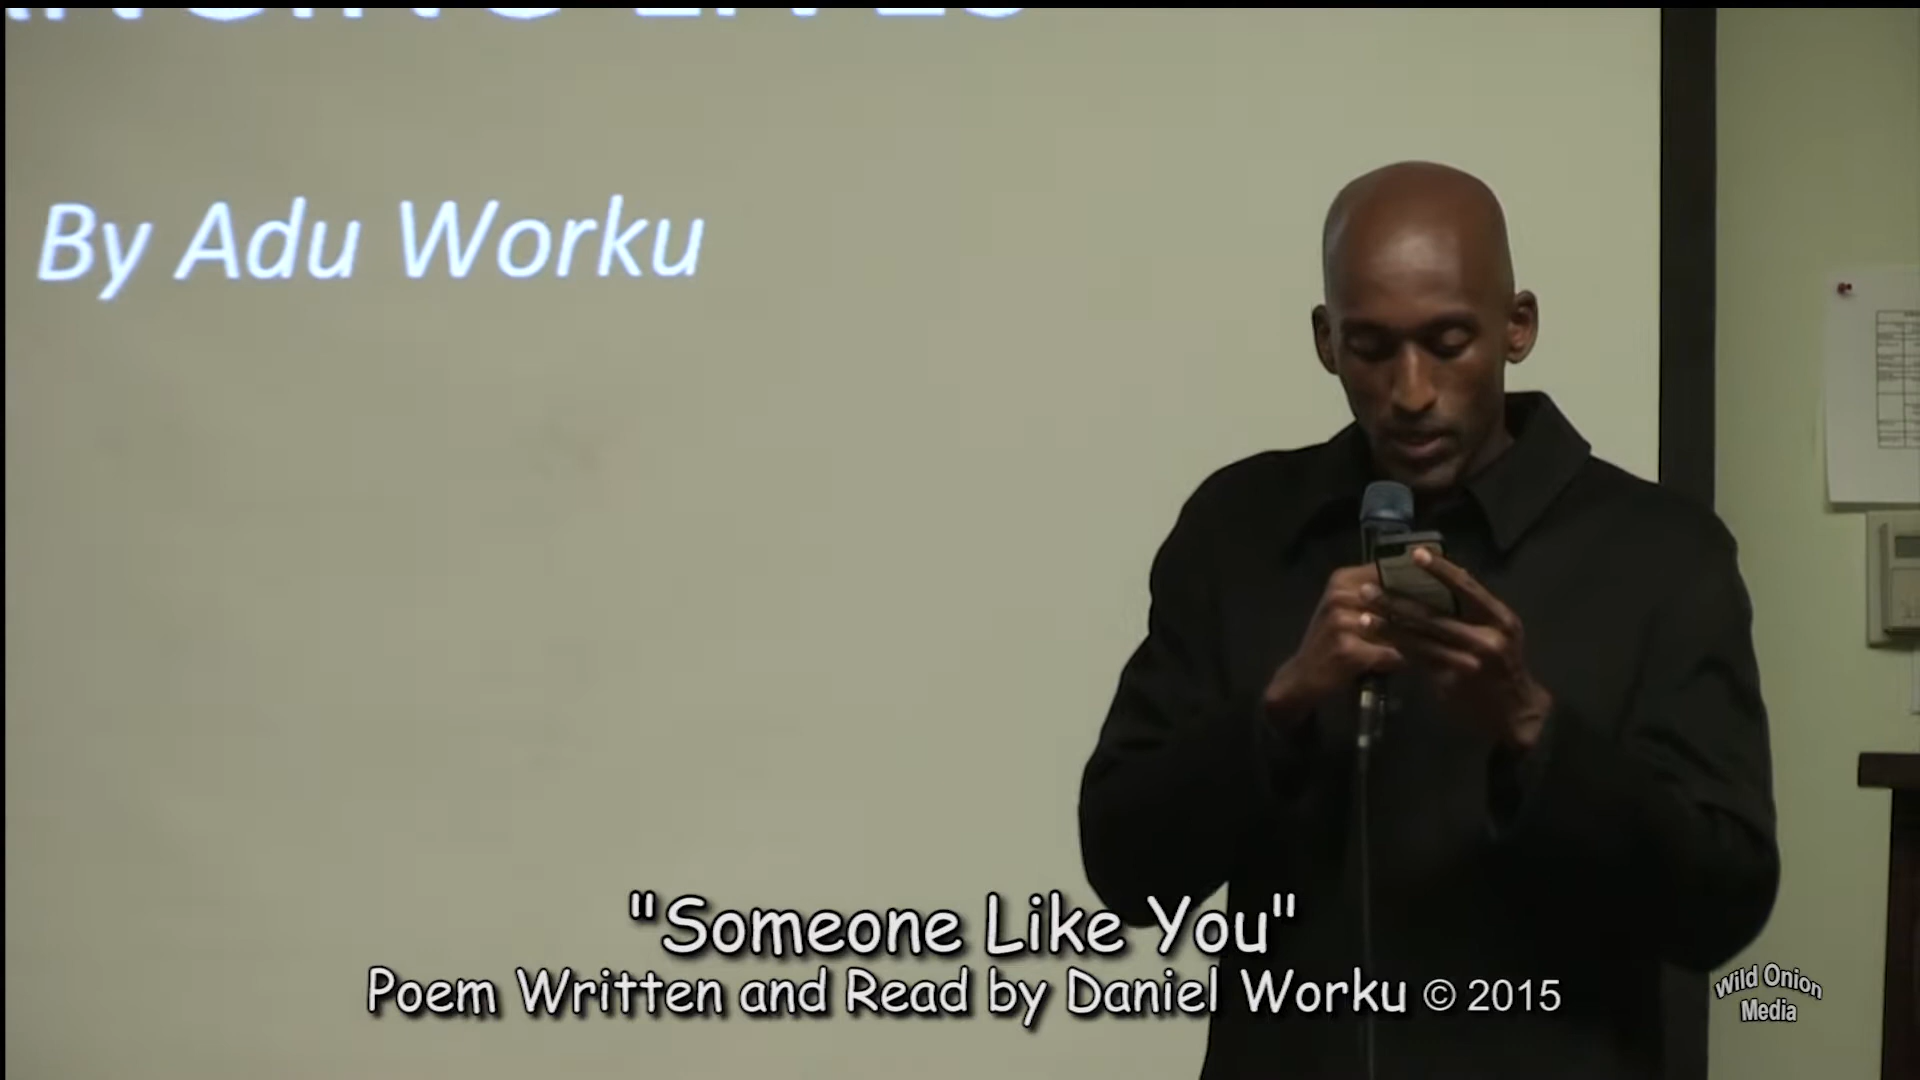 By Adu Worku
"Someone Like You"
Poem Written and Read by Daniel Worku © 2015
Wild Onion
Media